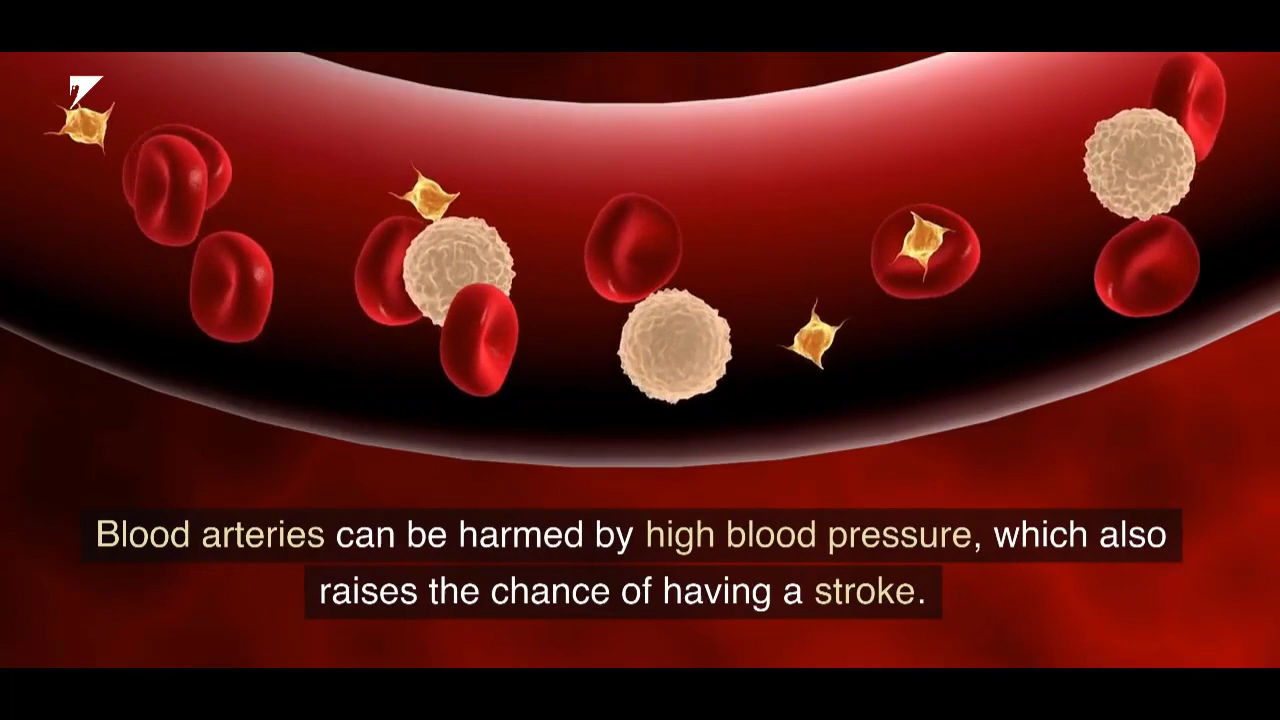 Blood arteries can be harmed by high blood pressure, which also
raises the chance of having a stroke.